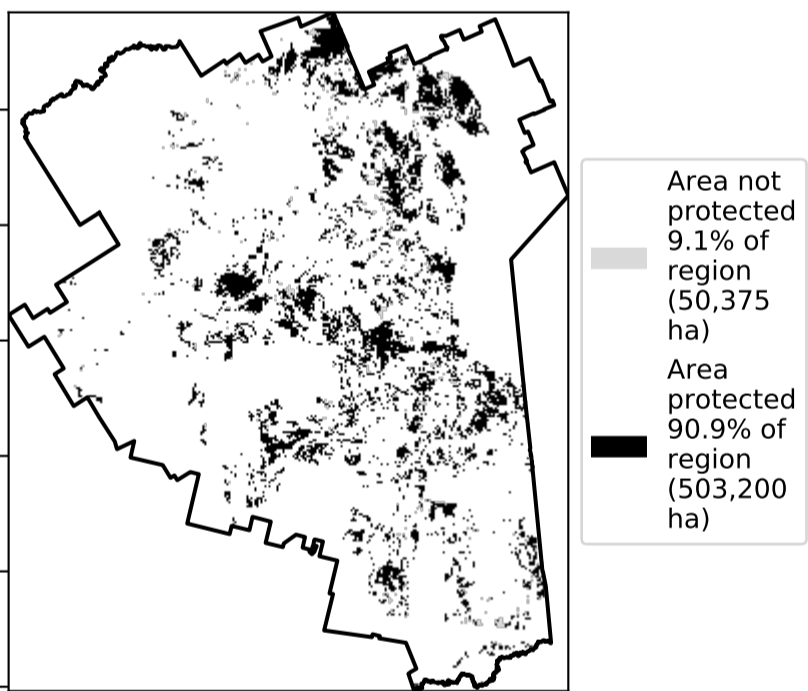 Area not
protected
9.1% of
region
(50,375
ha)
Area
protected
90.9% of
region
(503,200
ha)